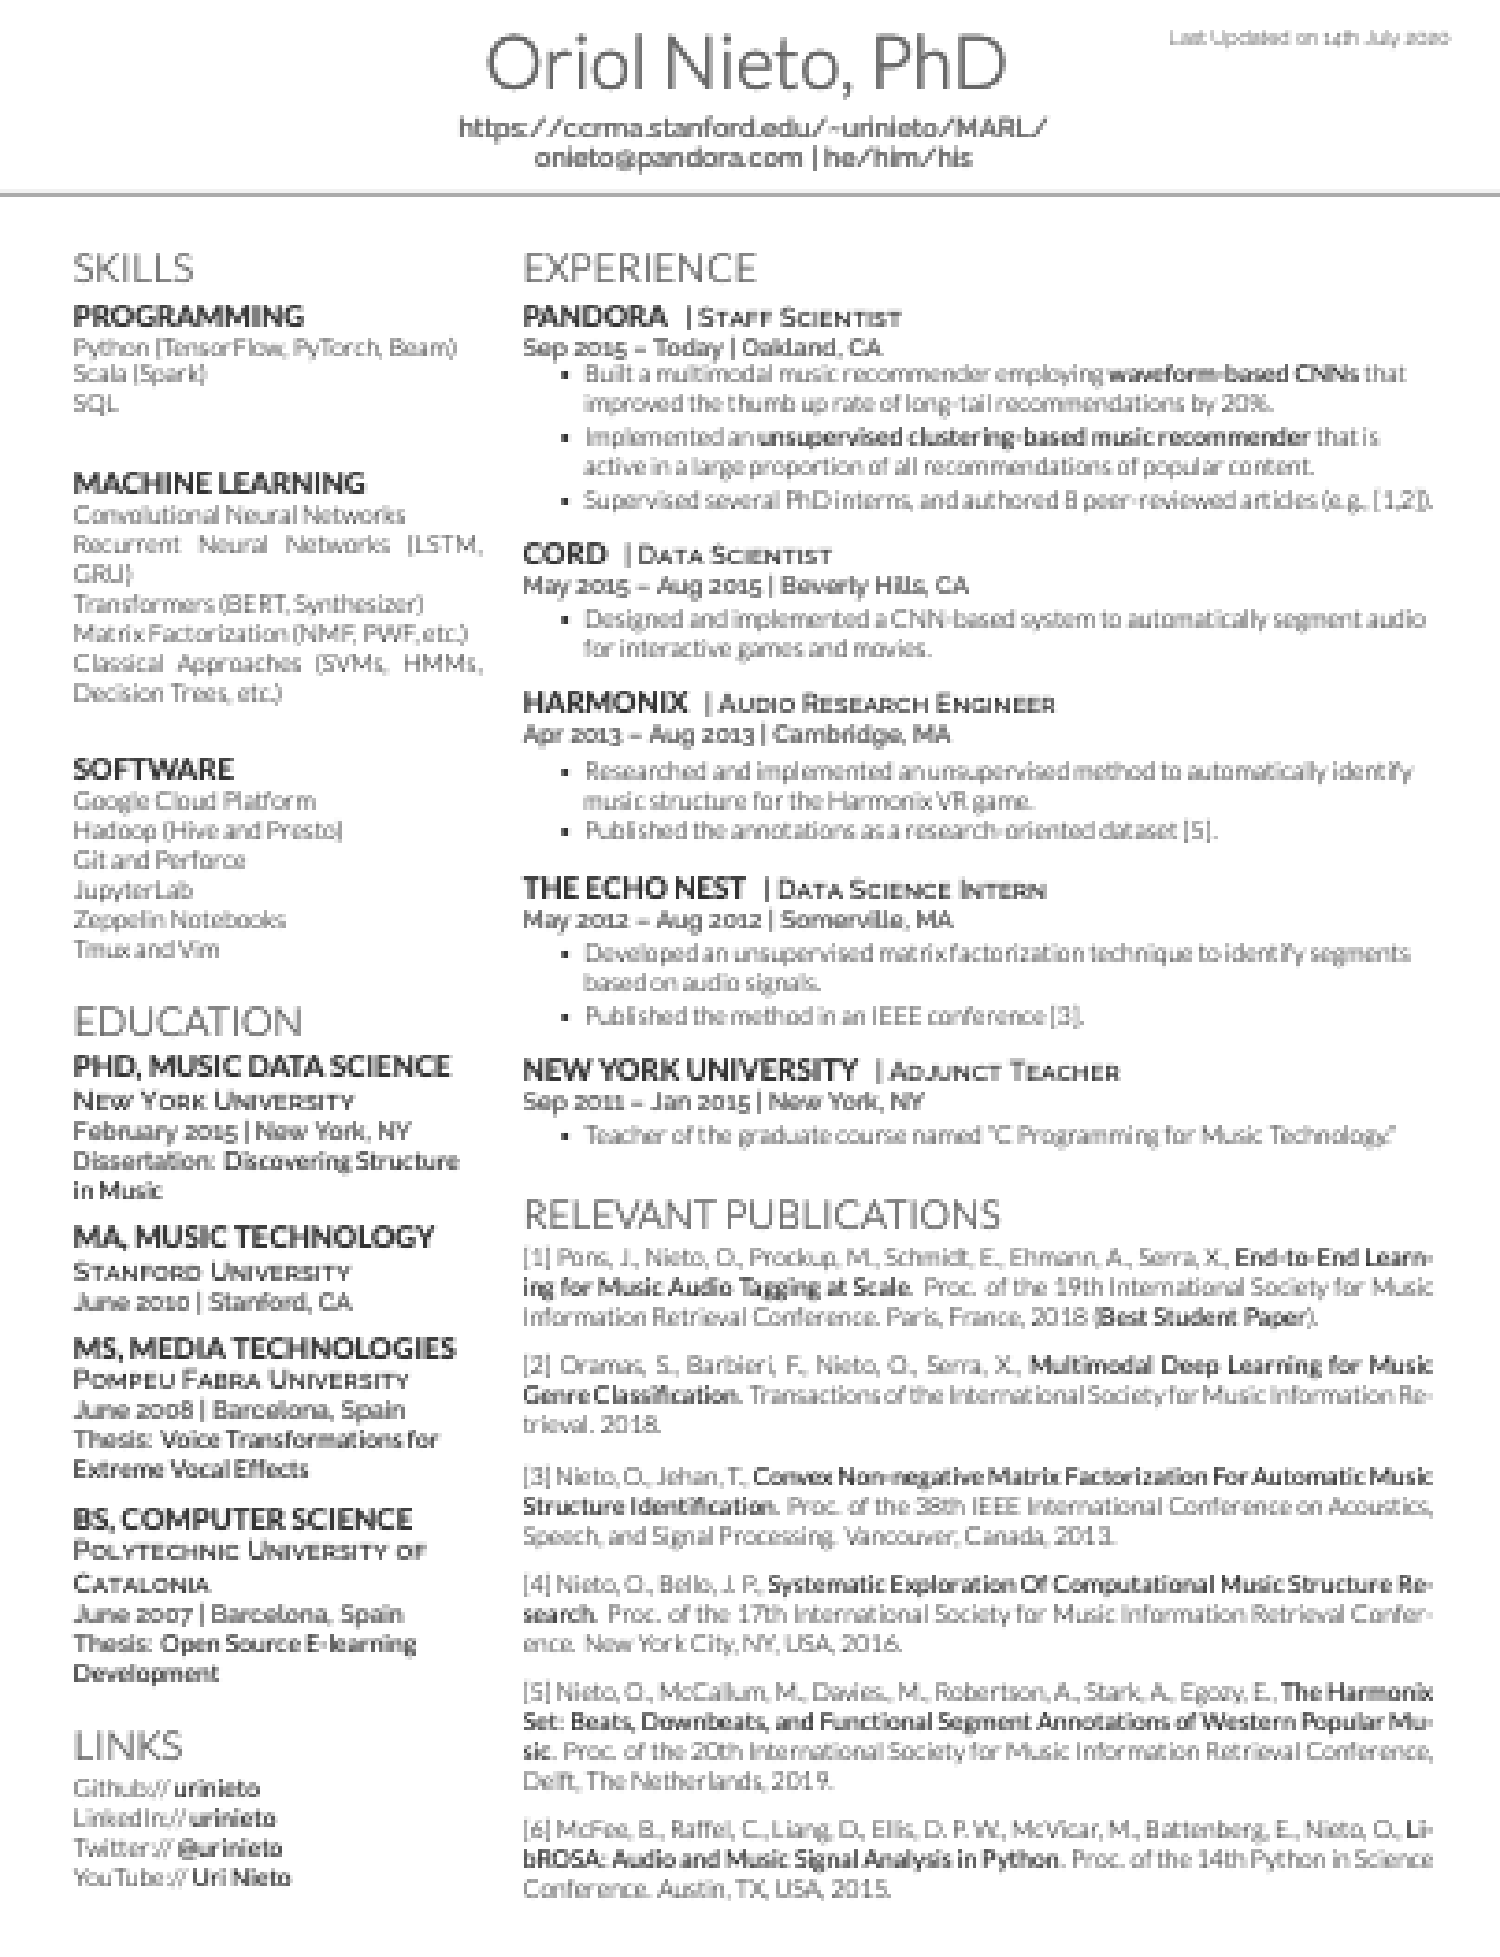 Oriol Nieto, PhD
Last Updated on 14th July 2020
https://ccrma.stanford.edu/~urinieto/MARL/
onieto@pandora.com | he/him/his
SKILLS
PROGRAMMING
Python (TensorFlow, PyTorch, Beam)
Scala (Spark)
SQL
MACHINE LEARNING
Convolutional Neural Networks
Recurrent Neural Networks (LSTM,
GRU)
Transformers (BERT, Synthesizer)
Matrix Factorization (NMF, PWF, etc.)
Classical Approaches (SVMs, HMMs,
Decision Trees, etc.)
SOFTWARE
Google Cloud Platform
Hadoop (Hive and Presto)
Git and Perforce
JupyterLab
Zeppelin Notebooks
Tmux and Vim
EDUCATION
PHD, MUSIC DATA SCIENCE
NEW YORK UNIVERSITY
February 2015 | New York, NY
Dissertation: Discovering Structure
in Music
MA, MUSIC TECHNOLOGY
STANFORD UNIVERSITY
June 2010 | Stanford, CA
MS, MEDIA TECHNOLOGIES
POMPEU FABRA UNIVERSITY
June 2008 | Barcelona, Spain
Thesis: Voice Transformations for
Extreme Vocal Effects
BS, COMPUTER SCIENCE
POLYTECHNIC UNIVERSITY OF
CATALONIA
June 2007 | Barcelona, Spain
Thesis: Open Source E-learning
Development
LINKS
Github:// urinieto
LinkedIn:// urinieto
Twitter:// @urinieto
YouTube:// Uri Nieto
EXPERIENCE
PANDORA | STAFF SCIENTIST
Sep 2015 – Today | Oakland, CA
▪ Built a multimodal music recommender employing waveform-based CNNs that
improved the thumb up rate of long-tail recommendations by 20%.
▪ Implemented an unsupervised clustering-based music recommender that is
active in a large proportion of all recommendations of popular content.
▪ Supervised several PhD interns, and authored 8 peer-reviewed articles (e.g., [1,2]).
CORD | DATA SCIENTIST
May 2015 – Aug 2015 | Beverly Hills, CA
▪ Designed and implemented a CNN-based system to automatically segment audio
for interactive games and movies.
HARMONIX | AUDIO RESEARCH ENGINEER
Apr 2013 – Aug 2013 | Cambridge, MA
▪ Researched and implemented an unsupervised method to automatically identify
music structure for the Harmonix VR game.
▪ Published the annotations as a research-oriented dataset [5].
THE ECHO NEST | DATA SCIENCE INTERN
May 2012 – Aug 2012 | Somerville, MA
▪ Developed an unsupervised matrix factorization technique to identify segments
based on audio signals.
▪ Published the method in an IEEE conference [3].
NEW YORK UNIVERSITY | ADJUNCT TEACHER
Sep 2011 – Jan 2015 | New York, NY
▪ Teacher of the graduate course named "C Programming for Music Technology."
RELEVANT PUBLICATIONS
[1] Pons, J., Nieto, O., Prockup, M., Schmidt, E., Ehmann, A., Serra, X., End-to-End Learn-
ing for Music Audio Tagging at Scale. Proc. of the 19th International Society for Music
Information Retrieval Conference. Paris, France, 2018 (Best Student Paper).
[2] Oramas, S., Barbieri, F., Nieto, O., Serra, X., Multimodal Deep Learning for Music
Genre Classification. Transactions of the International Society for Music Information Re-
trieval. 2018.
[3] Nieto, O., Jehan, T., Convex Non-negative Matrix Factorization For Automatic Music
Structure Identification. Proc. of the 38th IEEE International Conference on Acoustics,
Speech, and Signal Processing. Vancouver, Canada, 2013.
[4] Nieto, O., Bello, J. P., Systematic Exploration Of Computational Music Structure Re-
search. Proc. of the 17th International Society for Music Information Retrieval Confer-
ence. New York City, NY, USA, 2016.
[5] Nieto, O., McCallum, M., Davies., M., Robertson, A., Stark, A., Egozy, E., The Harmonix
Set: Beats, Downbeats, and Functional Segment Annotations of Western Popular Mu-
sic. Proc. of the 20th International Society for Music Information Retrieval Conference,
Delft, The Netherlands, 2019.
[6] McFee, B., Raffel, C., Liang, D., Ellis, D. P. W., McVicar, M., Battenberg, E., Nieto, O., Li-
bROSA: Audio and Music Signal Analysis in Python. Proc. of the 14th Python in Science
Conference. Austin, TX, USA, 2015.